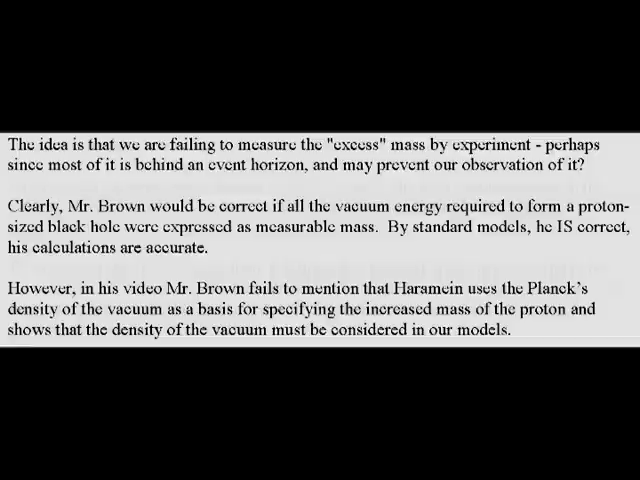 The idea is that we are failing to measure the "excess" mass by experiment - perhaps
since most of it is behind an event horizon, and may prevent our observation of it?
Clearly, Mr. Brown would be correct if all the vacuum energy required to form a proton-
sized black hole were expressed as measurable mass.  By standard models, he IS correct,
his calculations are accurate.
However, in his video Mr. Brown fails to mention that Haramein uses the Planck's
density of the vacuum as a basis for specifying the increased mass of the proton and
shows that the density of the vacuum must be considered in our models.